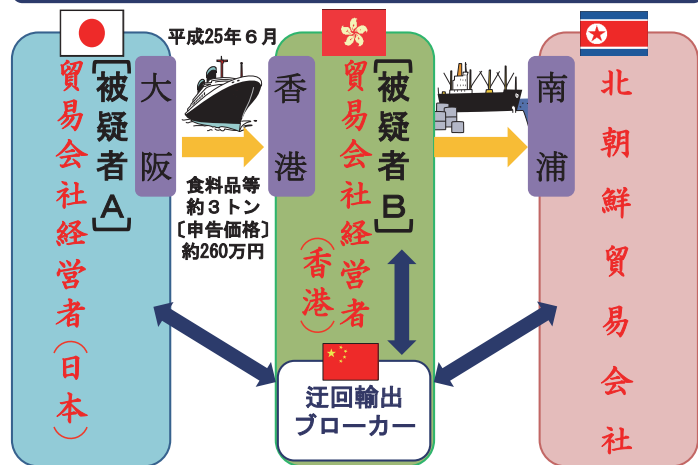 平成25年6月
[被疑者A]
貿易会社経営者(日本)
大阪
食料品等
約3トン
〔申告価格〕
約260万円
香港
[被疑者B]
貿易会社経営者
(香港)
迂回輸出
ブローカー
南浦
北朝鮮貿易会社